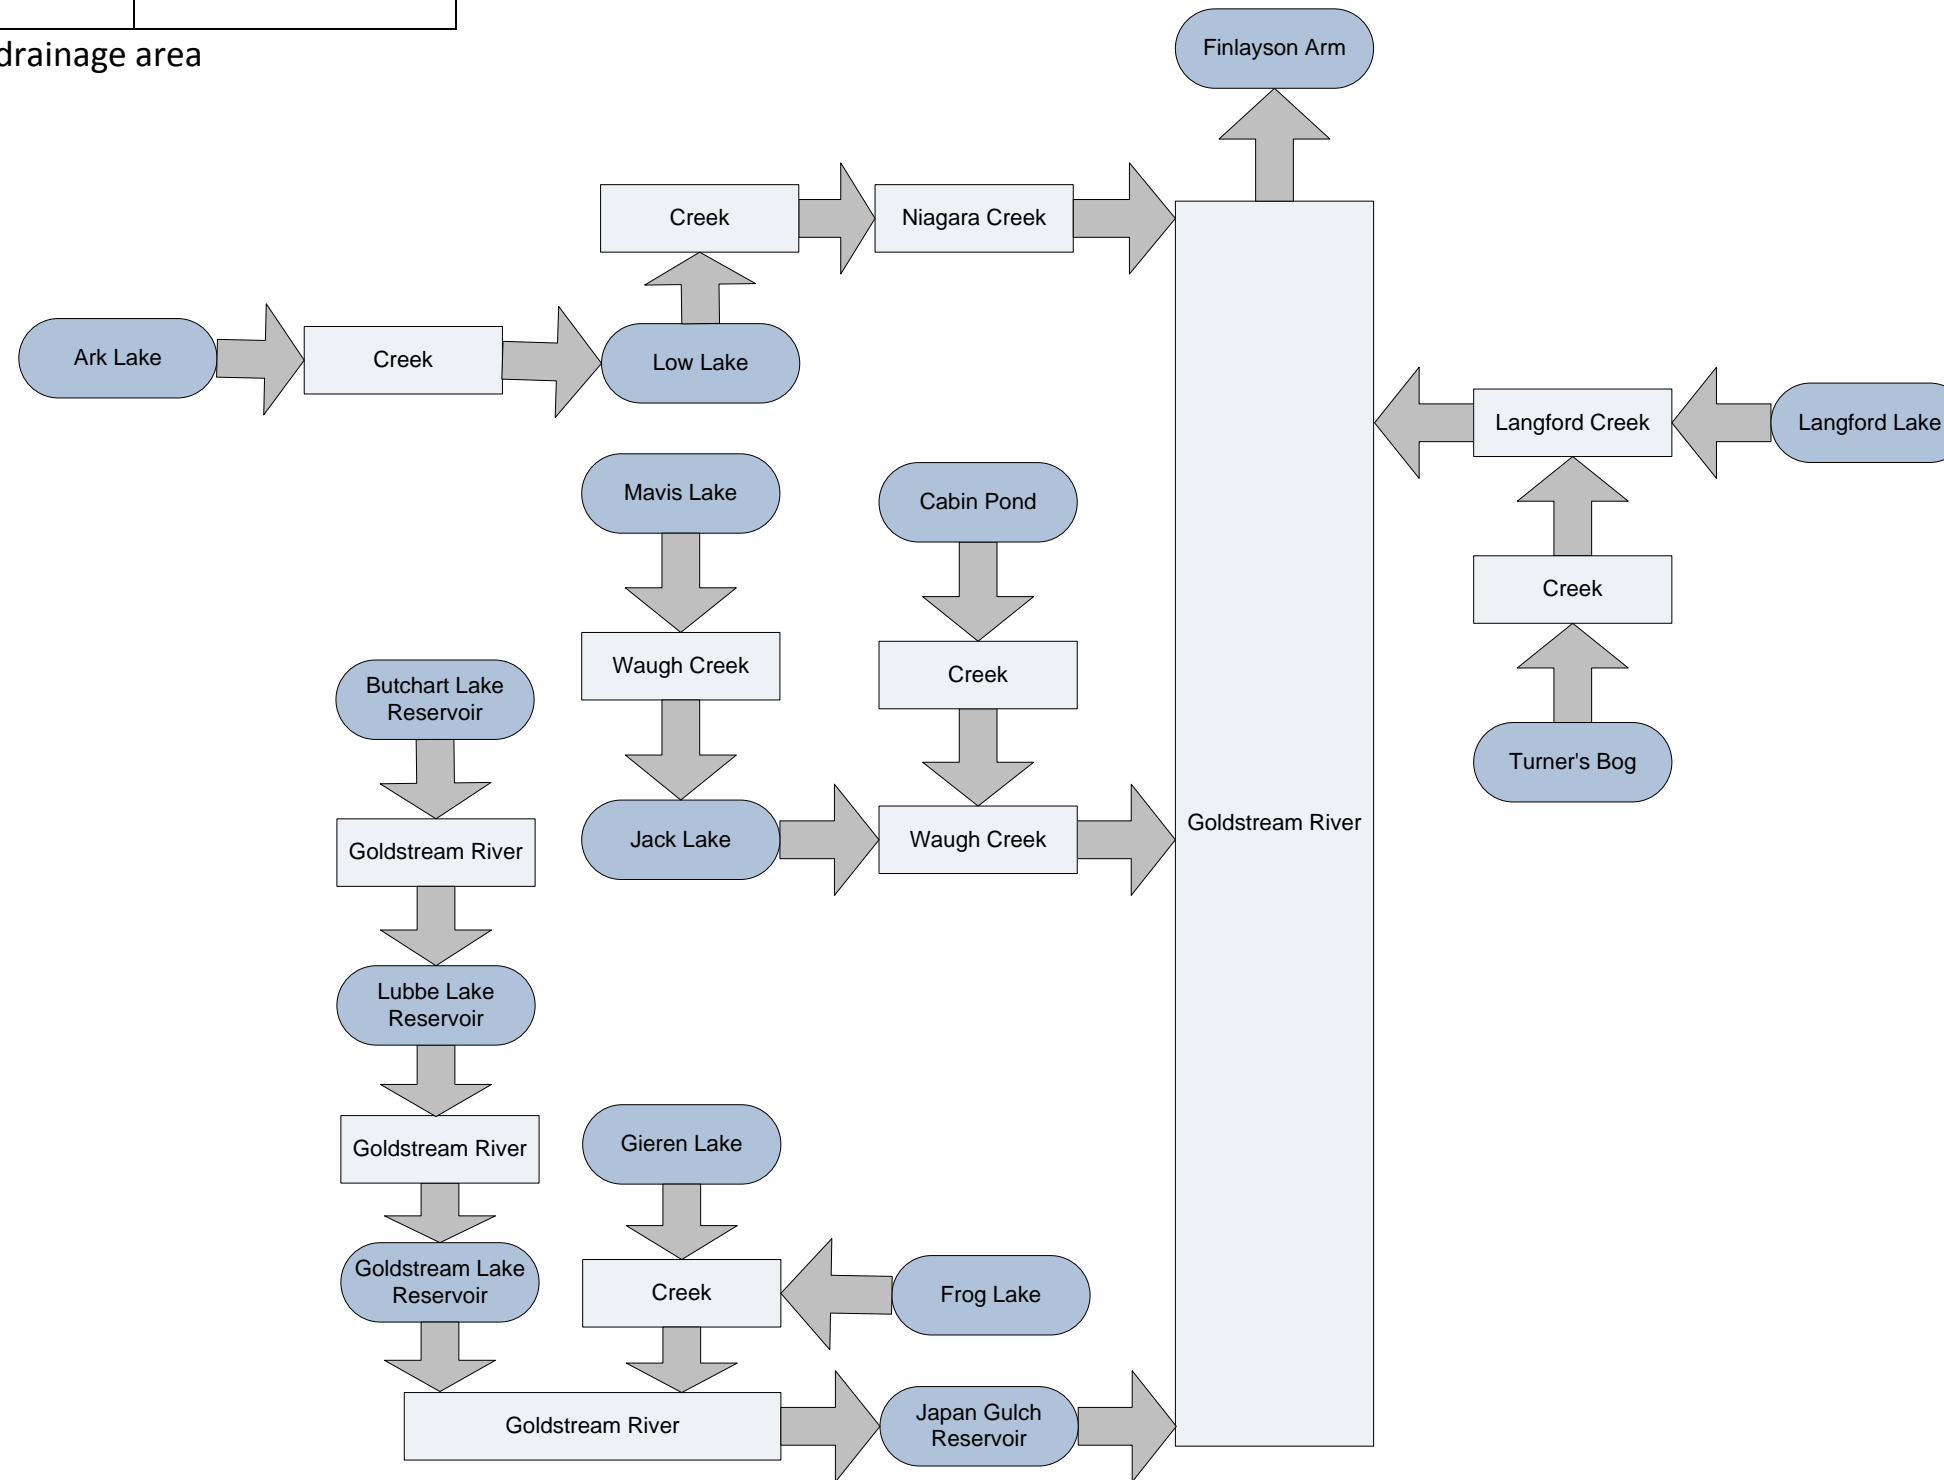 drainage area
Finlayson Arm
Creek
Niagara Creek
Ark Lake
Creek
Low Lake
Langford Creek
Langford Lake
Mavis Lake
Cabin Pond
Creek
Waugh Creek
Creek
Butchart Lake
Reservoir
Turner's Bog
Goldstream River
Jack Lake
Waugh Creek
Goldstream River
Lubbe Lake
Reservoir
Goldstream River
Gieren Lake
Goldstream Lake
Reservoir
Creek
Frog Lake
Goldstream River
Japan Gulch
Reservoir